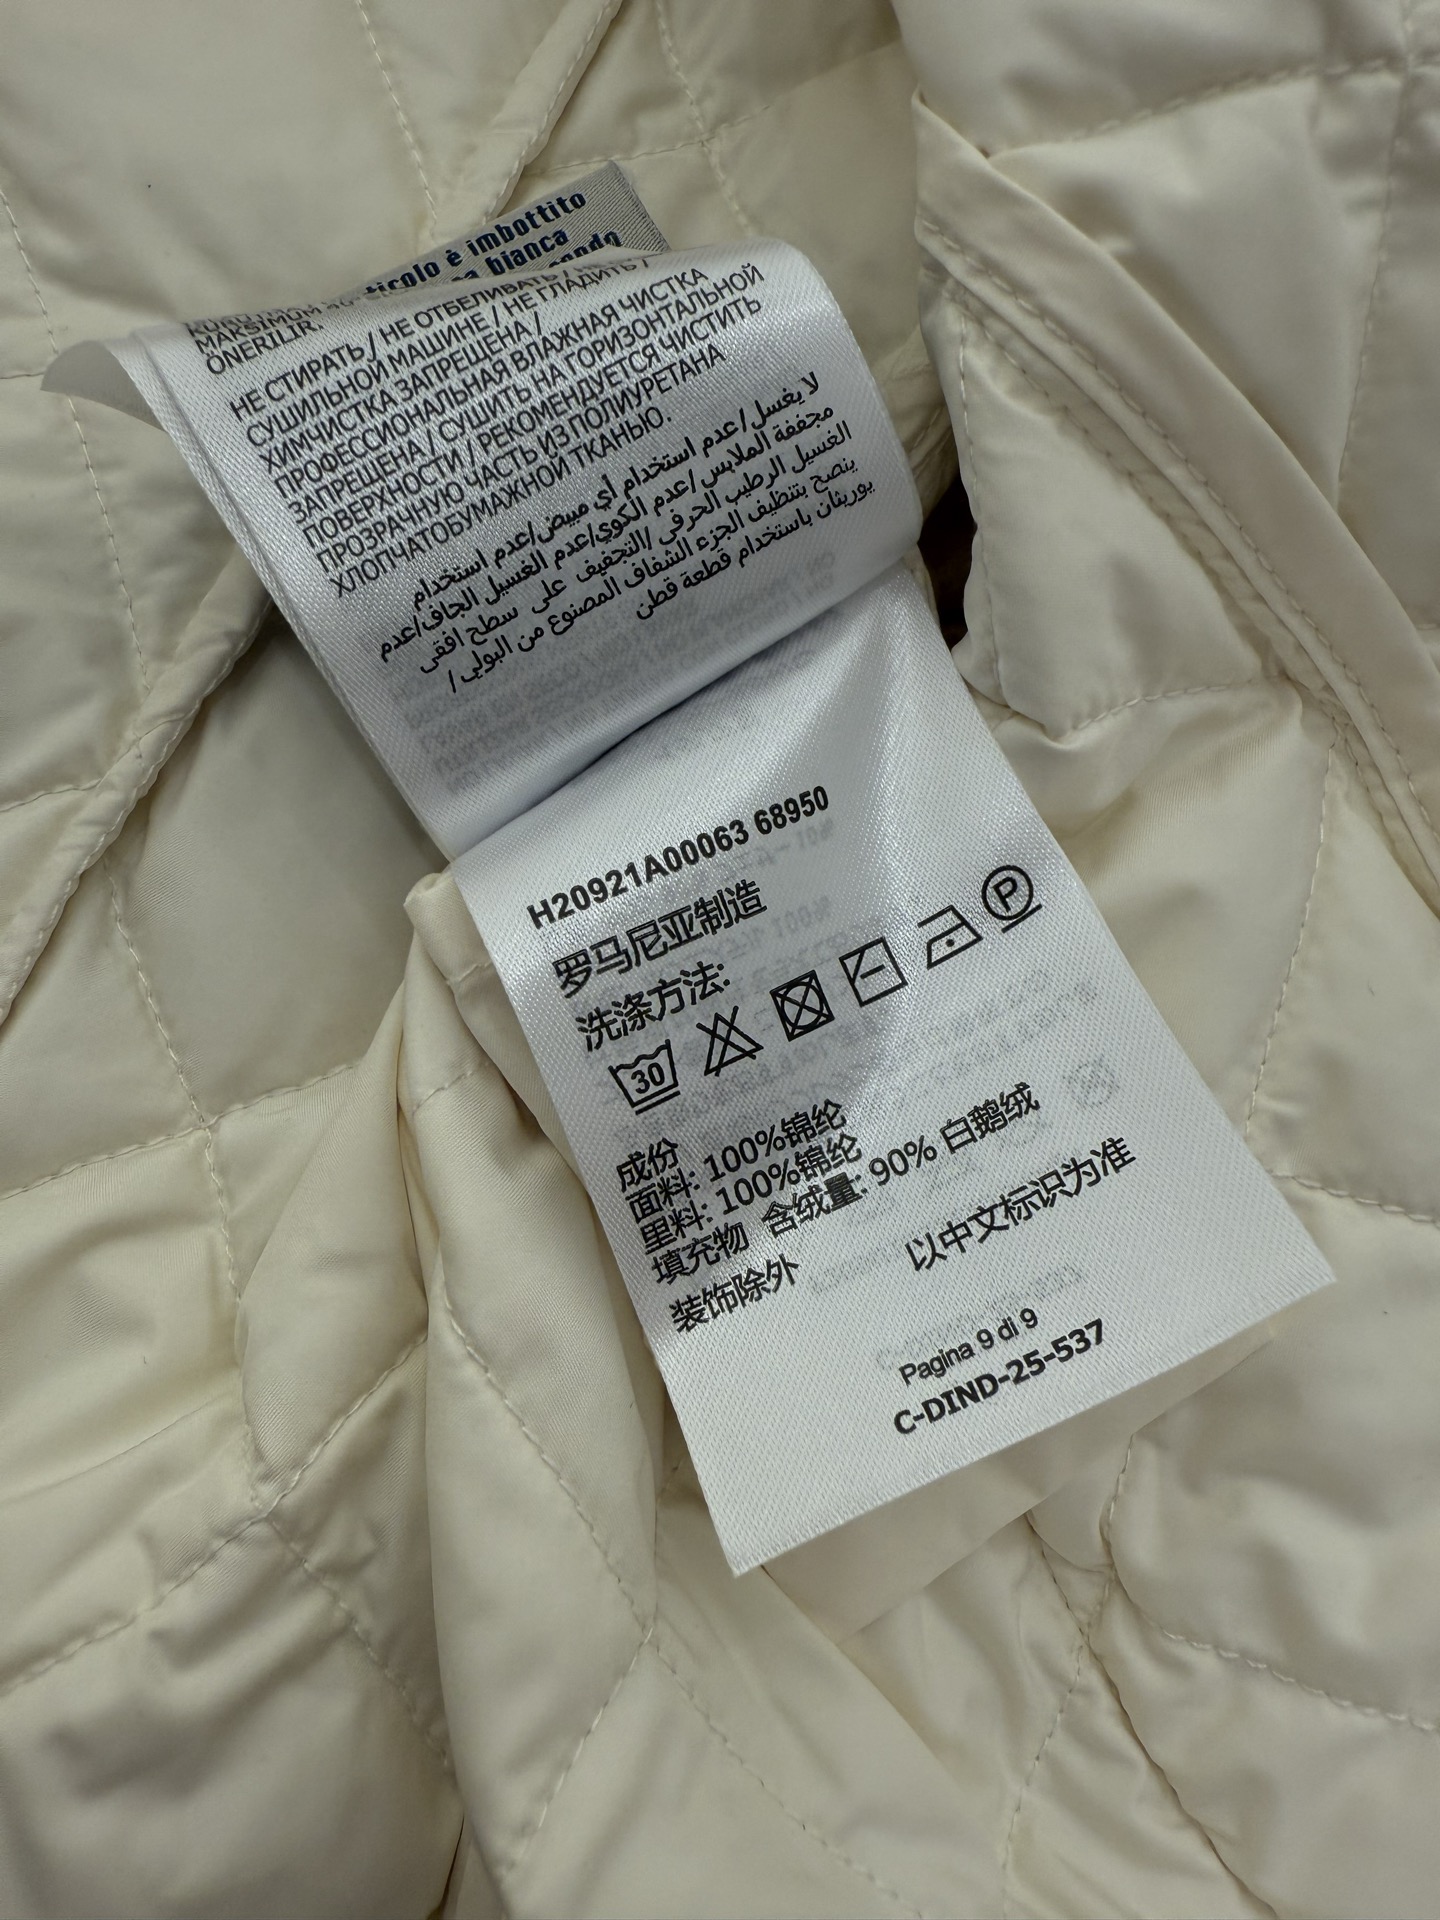 ticolo è imbottito
bianca
MAKSIMUM
ONERILIR.
НЕ СТИРАТЬ / НЕ ОТБЕЛИВАТЬ /
СУШИЛЬНОЙ МАШИНЕ / НЕ ГЛАДИТЬ /
ХИМЧИСТКА ЗАПРЕЩЕНА /
ПРОФЕССИОНАЛЬНАЯ ВЛАЖНАЯ ЧИСТКА
ЗАПРЕЩЕНА / СУШИТЬ НА ГОРИЗОНТАЛЬНОЙ
ПОВЕРХНОСТИ / РЕКОМЕНДУЕТСЯ ЧИСТИТЬ
ПРОЗРАЧНУЮ ЧАСТЬ ИЗ ПОЛИУРЕТАНА
ХЛОПЧАТОБУМАЖНОЙ ТКАНЬЮ.
لا يغسل/عدم استخدام أي مبيض/عدم استخدام
مجففة الملابس/عدم الكوي/عدم الغسيل الجاف/عدم
الغسيل الرطيب الحرفي /التجفيف على سطح افقى
/ ينصح بتنظيف الجزء الشفاف المصنوع من البولي
يوريثان باستخدام قطعة قطن
H20921A00063 68950
罗马尼亚制造
洗涤方法:
30 P
成份
面料: 100%锦纶
里料: 100%锦纶
填充物 含绒量: 90% 白鹅绒
装饰除外
以中文标识为准
Pagina 9 di 9
C-DIND-25-537